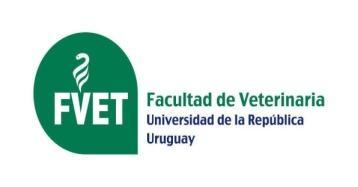 FVET
Facultad de Veterinaria
Universidad de la República
Uruguay